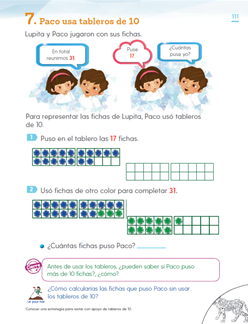 7. Paco usa tableros de 10
111
Lupita y Paco jugaron con sus fichas.
En total
reunimos 31
Puse
17
¿Cuántas
puse yo?
Para representar las fichas de Lupita, Paco usó tableros
de 10.
1 Puso en el tablero las 17 fichas.
2 Usó fichas de otro color para completar 31.
¿Cuántas fichas puso Paco?
Antes de usar los tableros, ¿pueden saber si Paco puso
más de 10 fichas?, ¿cómo?
Un paso más
¿Cómo calcularías las fichas que puso Paco sin usar
los tableros de 10?
Conocer una estrategia para restar con apoyo de tableros de 10.